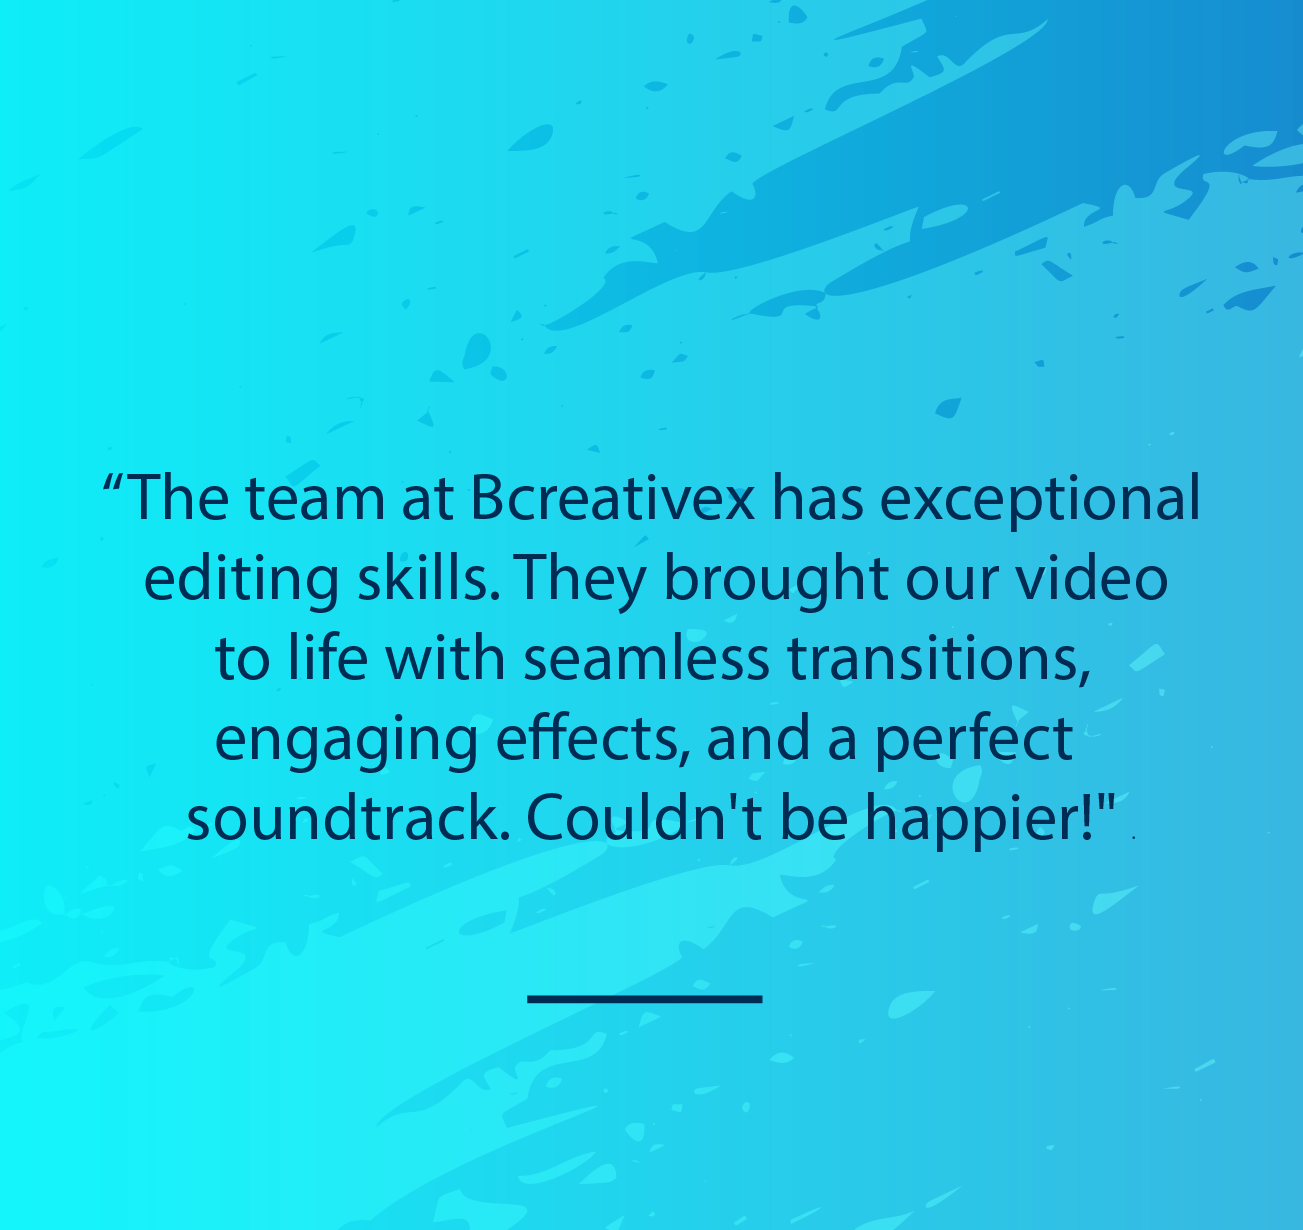 “The team at Bcreativex has exceptional
editing skills. They brought our video
to life with seamless transitions,
engaging effects, and a perfect
soundtrack. Couldn't be happier!" .